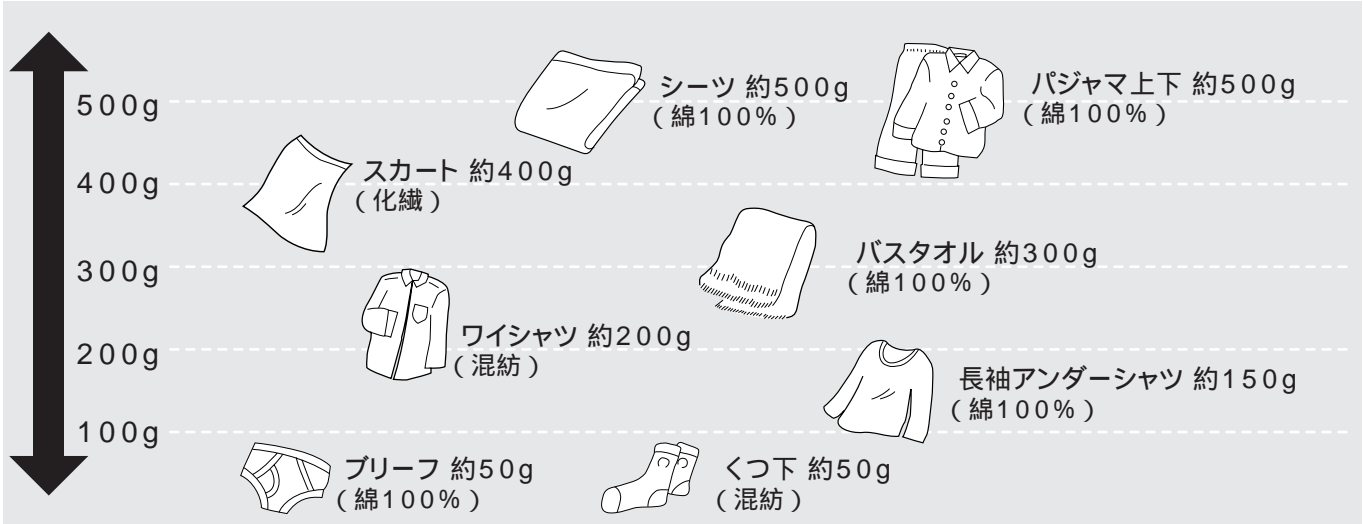 500g
シーツ 約500g
（綿100％）
パジャマ上下 約500g
（綿100％）
400g
スカート 約400g
（化繊）
300g
バスタオル 約300g
（綿100％）
200g
ワイシャツ 約200g
（混紡）
長袖アンダーシャツ 約150g
（綿100％）
100g
ブリーフ 約50g
（綿100％）
くつ下 約50g
（混紡）